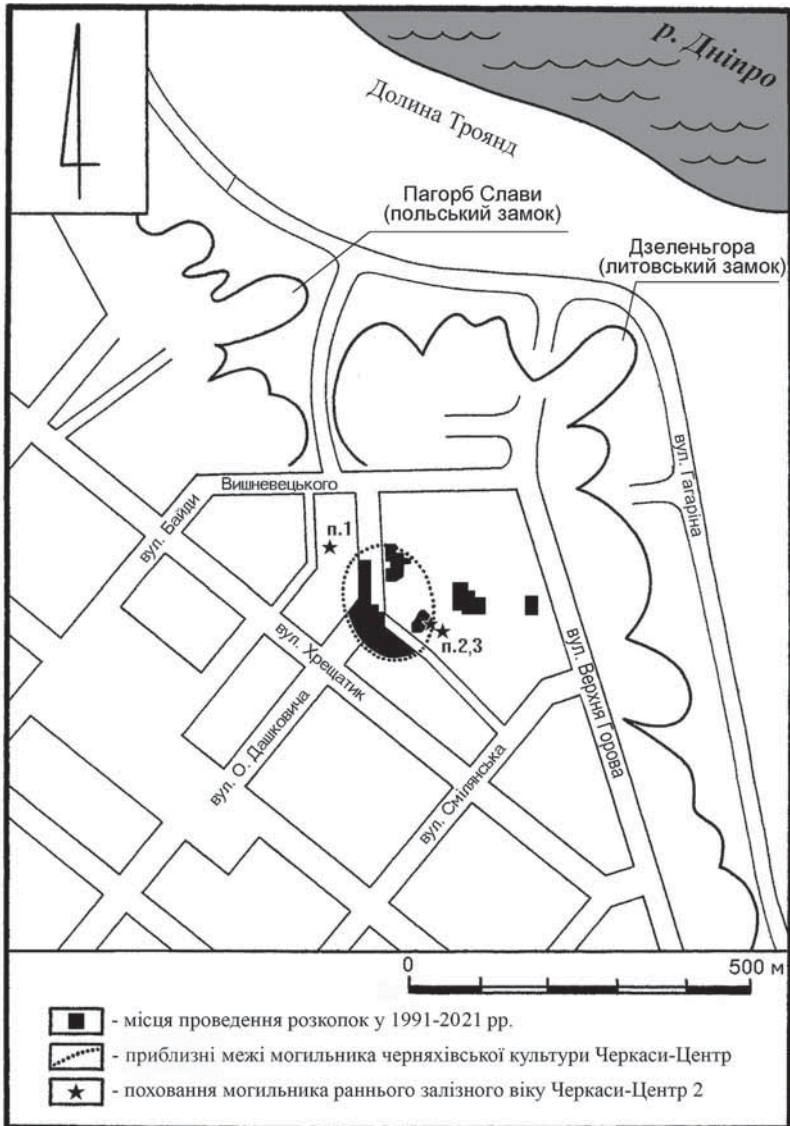 р. Дніпро
Долина Троянд
Пагорб Слави
(польський замок)
Дзеленьгора
(литовський замок)
вул. Гагаріна
Вишневецького
вул. Байди
п.1
п.2,3
вул. Хрещатик
вул. Верхня Горова
вул. О. Дашковича
вул. Смілянська
0 500 м
- місця проведення розкопок у 1991-2021 рр.
- приблизні межі могильника черняхівської культури Черкаси-Центр
- поховання могильника раннього залізного віку Черкаси-Центр 2